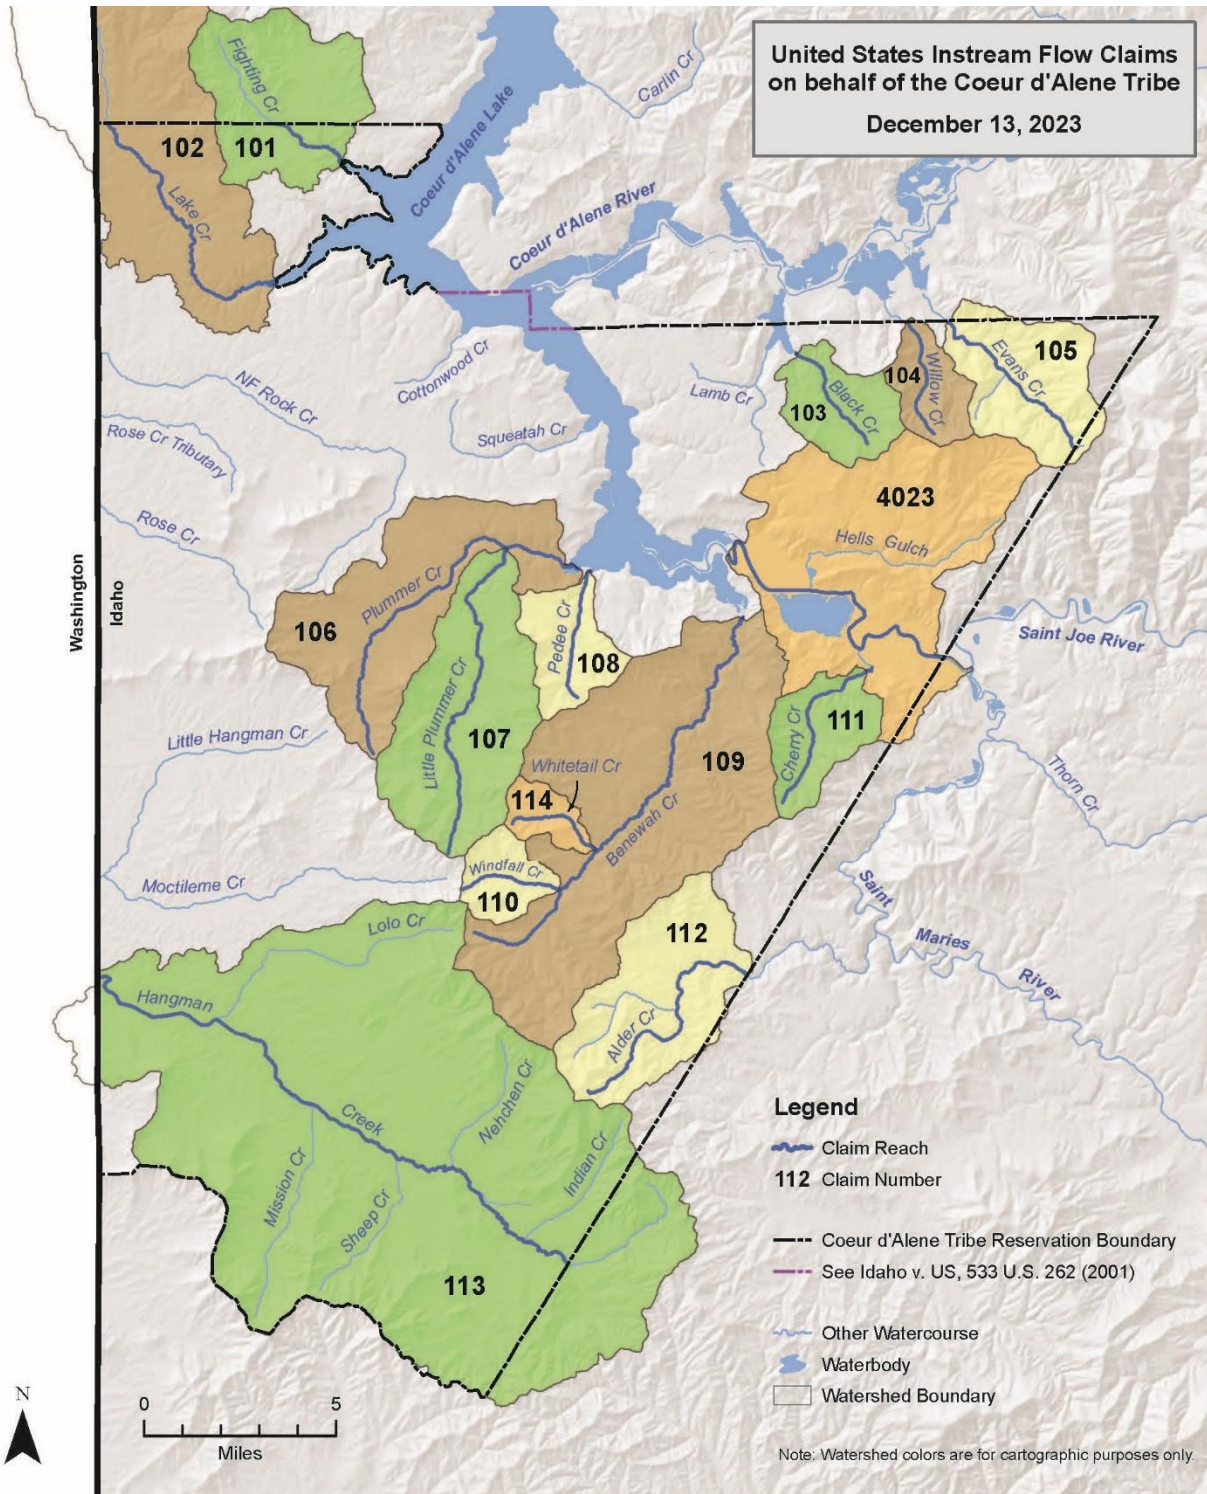 United States Instream Flow Claims
on behalf of the Coeur d'Alene Tribe
December 13, 2023
Fighting Cr
Carlin Cr
Coeur d'Alene Lake
102
101
Lake Cr
Coeur d'Alene River
Cottonwood Cr
NF Rock Cr
Squeatah Cr
Lamb Cr
103
Black Cr
104
Willow Cr
Evans Cr
105
Rose Cr Tributary
Rose Cr
4023
Hells Gulch
Washington
Idaho
Plummer Cr
106
Pedee Cr
108
Saint Joe River
Little Plummer Cr
107
Little Hangman Cr
Whitetail Cr
114
109
Cherry Cr
111
Benewah Cr
Thorn Cr
Moctileme Cr
Windfall Cr
110
Lolo Cr
112
Saint
Maries
River
Hangman
Creek
Alder Cr
Nehchen Cr
Indian Cr
Mission Cr
Sheep Cr
113
Legend
Claim Reach
112 Claim Number
Coeur d'Alene Tribe Reservation Boundary
See Idaho v. US, 533 U.S. 262 (2001)
Other Watercourse
Waterbody
Watershed Boundary
N
0 5
Miles
Note: Watershed colors are for cartographic purposes only.